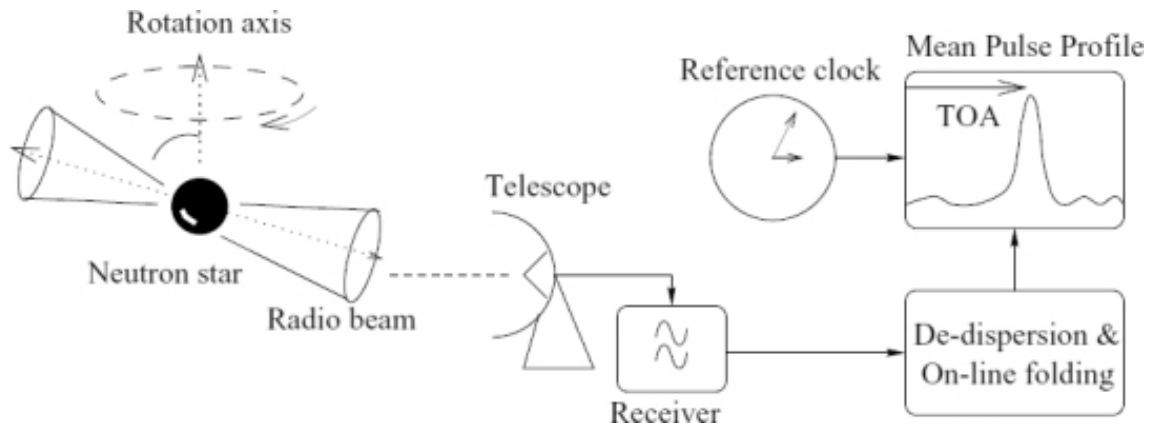 Rotation axis
Neutron star
Radio beam
Telescope
Receiver
Reference clock
Mean Pulse Profile
TOA
De-dispersion &
On-line folding